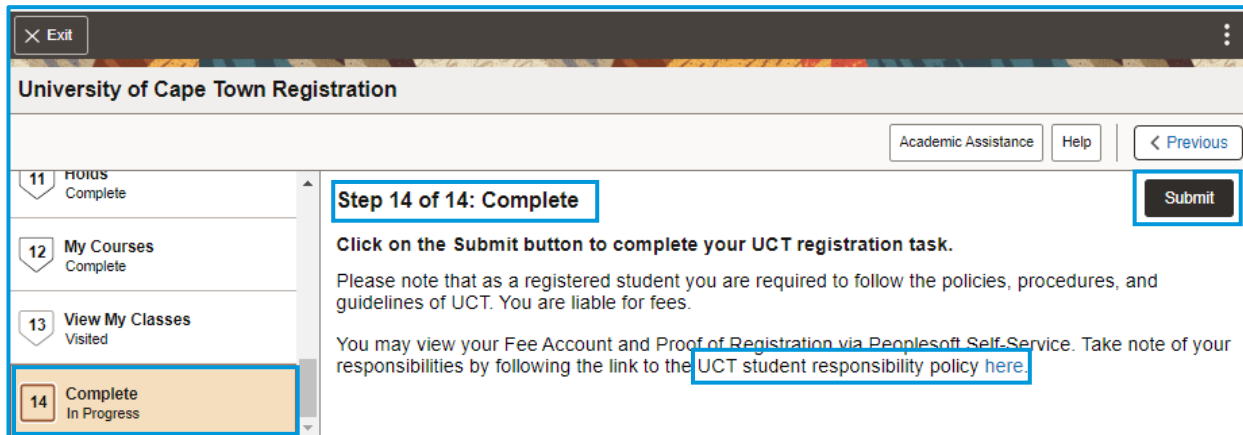 Exit
University of Cape Town Registration
Academic Assistance
Help
Previous
11 Holds
Complete
12 My Courses
Complete
13 View My Classes
Visited
14 Complete
In Progress
Step 14 of 14: Complete
Submit
Click on the Submit button to complete your UCT registration task.
Please note that as a registered student you are required to follow the policies, procedures, and
guidelines of UCT. You are liable for fees.
You may view your Fee Account and Proof of Registration via Peoplesoft Self-Service. Take note of your
responsibilities by following the link to the UCT student responsibility policy here.